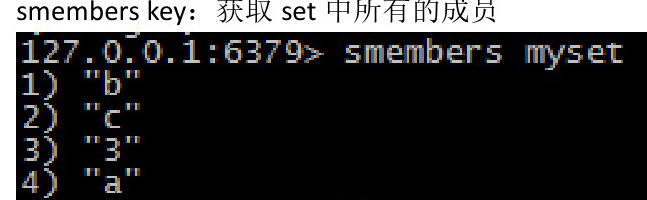 smembers key：获取 set 中所有的成员
127.0.0.1:6379> smembers myset
1) "b"
2) "c"
3) "3"
4) "a"